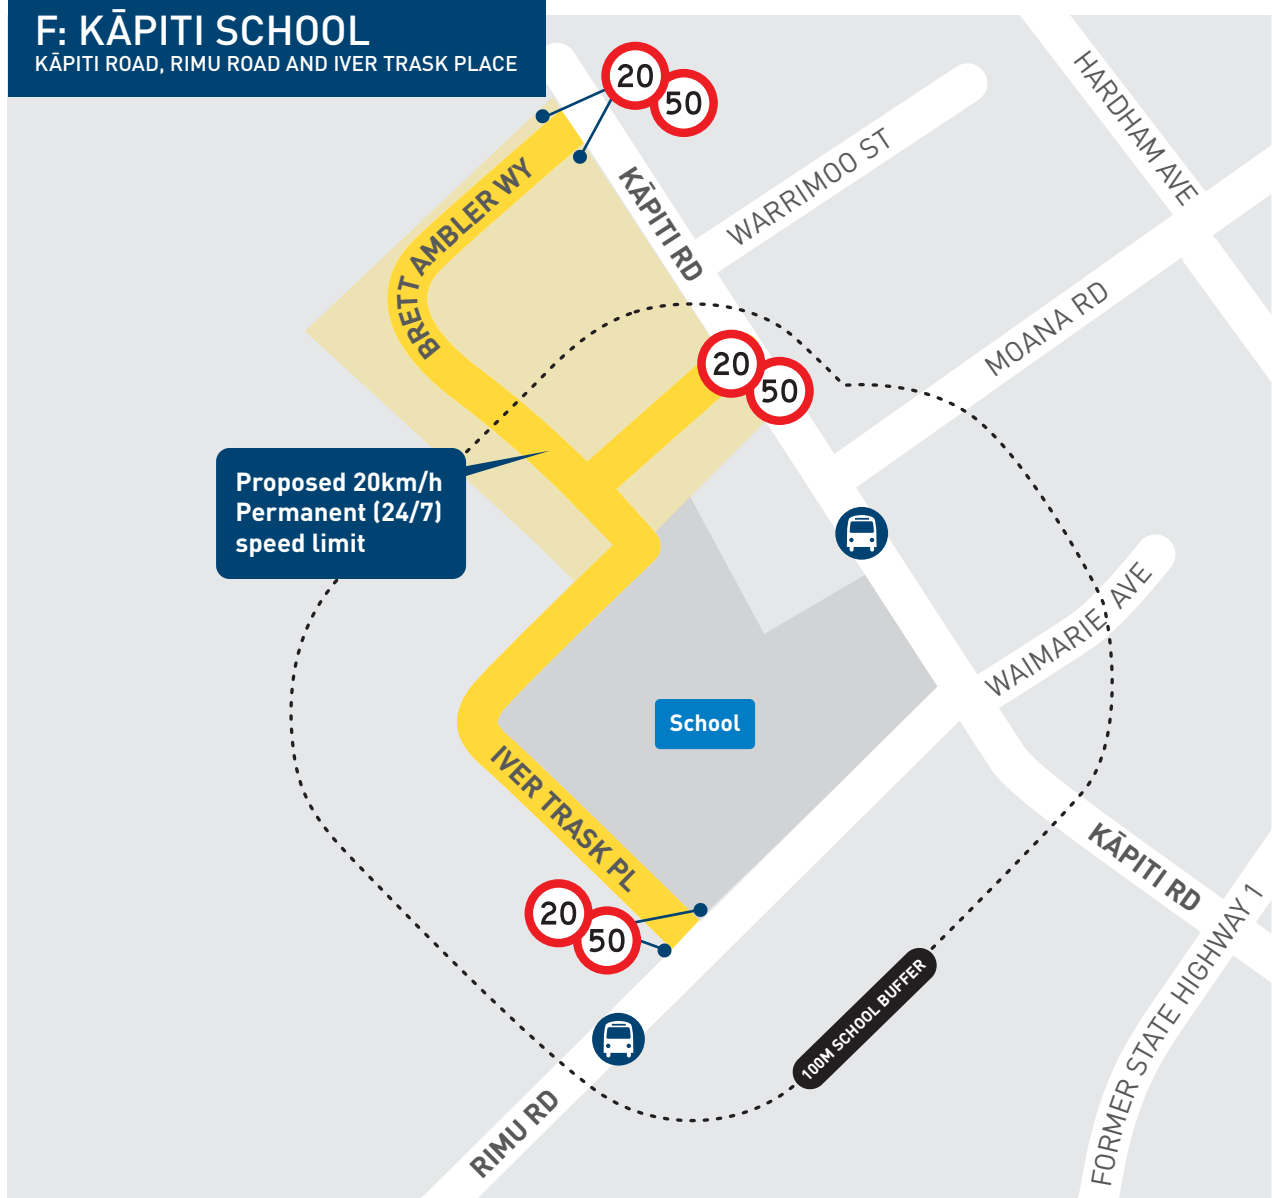 F: KĀPITI SCHOOL
KĀPITI ROAD, RIMU ROAD AND IVER TRASK PLACE
20
50
HARDHAM AVE
WARRIMOO ST
BRETT AMBLER WY
KĀPITI RD
MOANA RD
20
50
Proposed 20km/h
Permanent (24/7)
speed limit
WAIMARIE AVE
School
IVER TRASK PL
KĀPITI RD
20
50
FORMER STATE HIGHWAY 1
100M SCHOOL BUFFER
RIMU RD